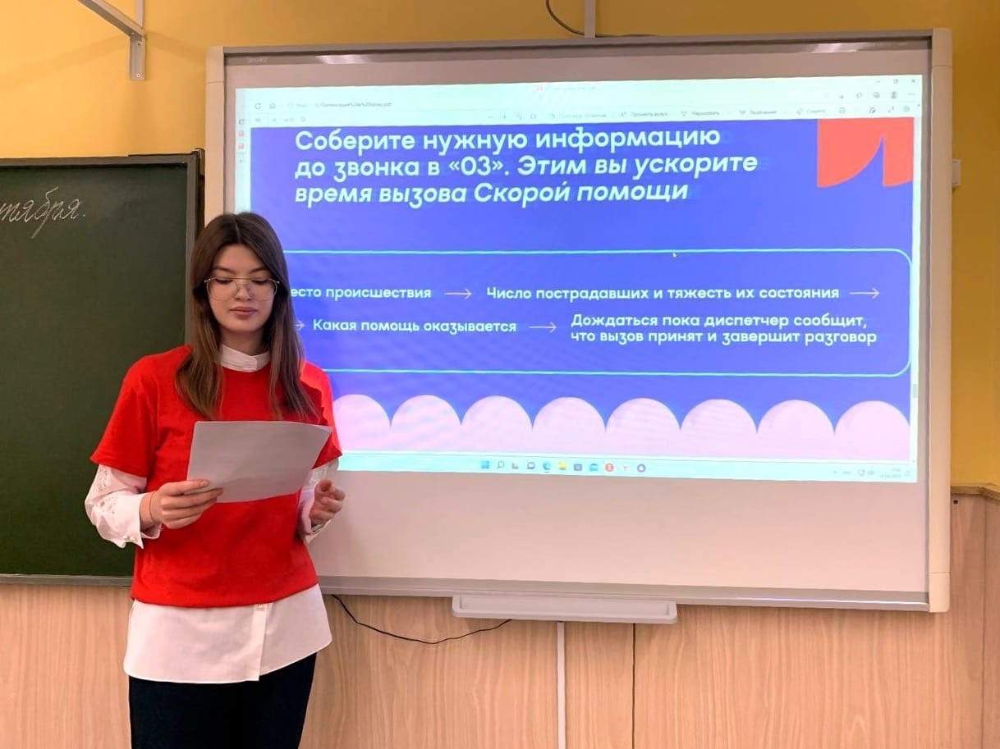 тября.
Соберите нужную информацию
до звонка в «03». Этим вы ускорите
время вызова Скорой помощи
есто происшествия → Число пострадавших и тяжесть их состояния →
→ Какая помощь оказывается → Дождаться пока диспетчер сообщит,
что вызов принят и завершит разговор